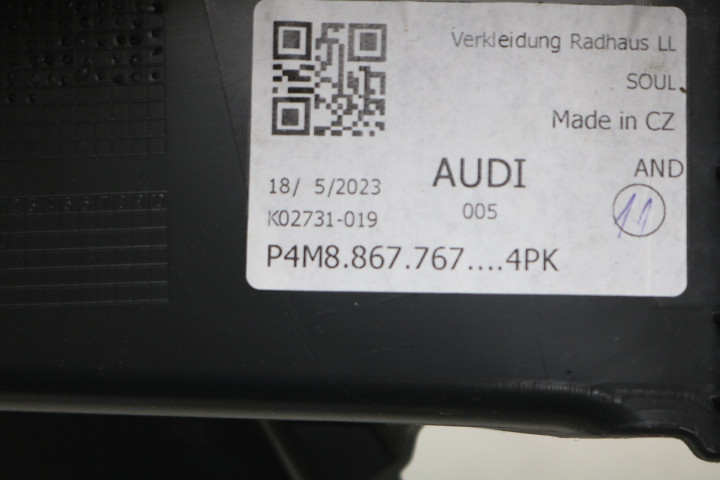 Verkleidung Radhaus LL
SOUL
Made in CZ
AND
18/ 5/2023
AUDI
K02731-019
005
11
P4M8.867.767....4PK